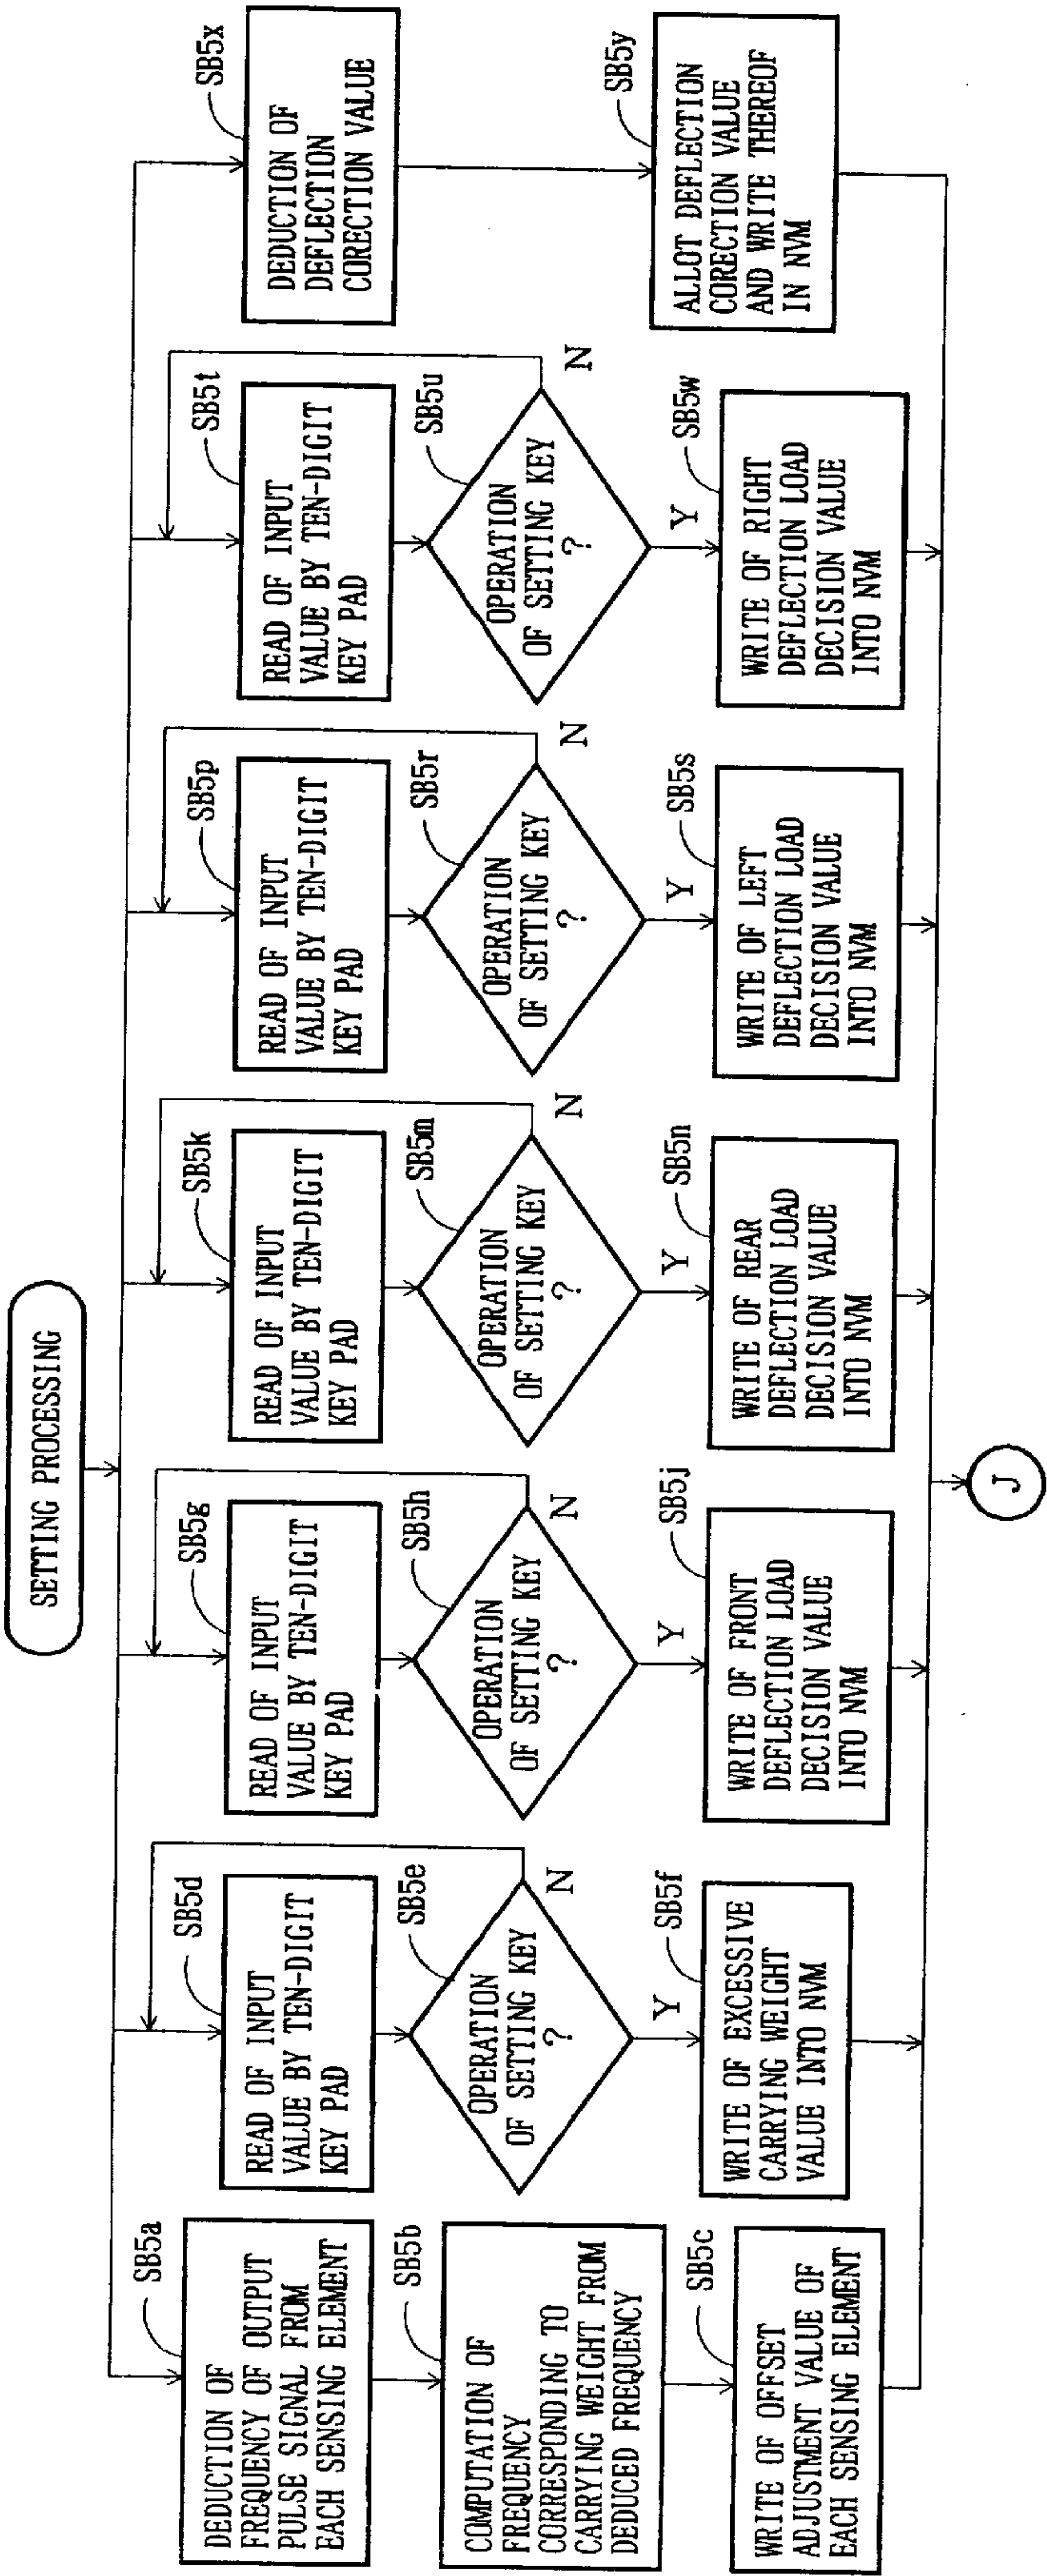 SETTING PROCESSING
SB5a
DEDUCTION OF
FREQUENCY OF OUTPUT
PULSE SIGNAL FROM
EACH SENSING ELEMENT
SB5b
COMPUTATION OF
FREQUENCY
CORRESPONDING TO
CARRYING WEIGHT FROM
DEDUCED FREQUENCY
SB5c
WRITE OF OFFSET
ADJUSTMENT VALUE OF
EACH SENSING ELEMENT
SB5d
READ OF INPUT
VALUE BY TEN-DIGIT
KEY PAD
SB5e
OPERATION
OF SETTING KEY
?
N
Y
SB5f
WRITE OF EXCESSIVE
CARRYING WEIGHT
VALUE INTO NVM
SB5g
READ OF INPUT
VALUE BY TEN-DIGIT
KEY PAD
SB5h
OPERATION
OF SETTING KEY
?
N
Y
SB5j
WRITE OF FRONT
DEFLECTION LOAD
DECISION VALUE
INTO NVM
SB5k
READ OF INPUT
VALUE BY TEN-DIGIT
KEY PAD
SB5m
OPERATION
OF SETTING KEY
?
N
Y
SB5n
WRITE OF REAR
DEFLECTION LOAD
DECISION VALUE
INTO NVM
SB5p
READ OF INPUT
VALUE BY TEN-DIGIT
KEY PAD
SB5r
OPERATION
OF SETTING KEY
?
N
Y
SB5s
WRITE OF LEFT
DEFLECTION LOAD
DECISION VALUE
INTO NVM
SB5t
READ OF INPUT
VALUE BY TEN-DIGIT
KEY PAD
SB5u
OPERATION
OF SETTING KEY
?
N
Y
SB5w
WRITE OF RIGHT
DEFLECTION LOAD
DECISION VALUE
INTO NVM
SB5x
DEDUCTION OF
DEFLECTION
CORECTION VALUE
SB5y
ALLOT DEFLECTION
CORECTION VALUE
AND WRITE THEREOF
IN NVM
J